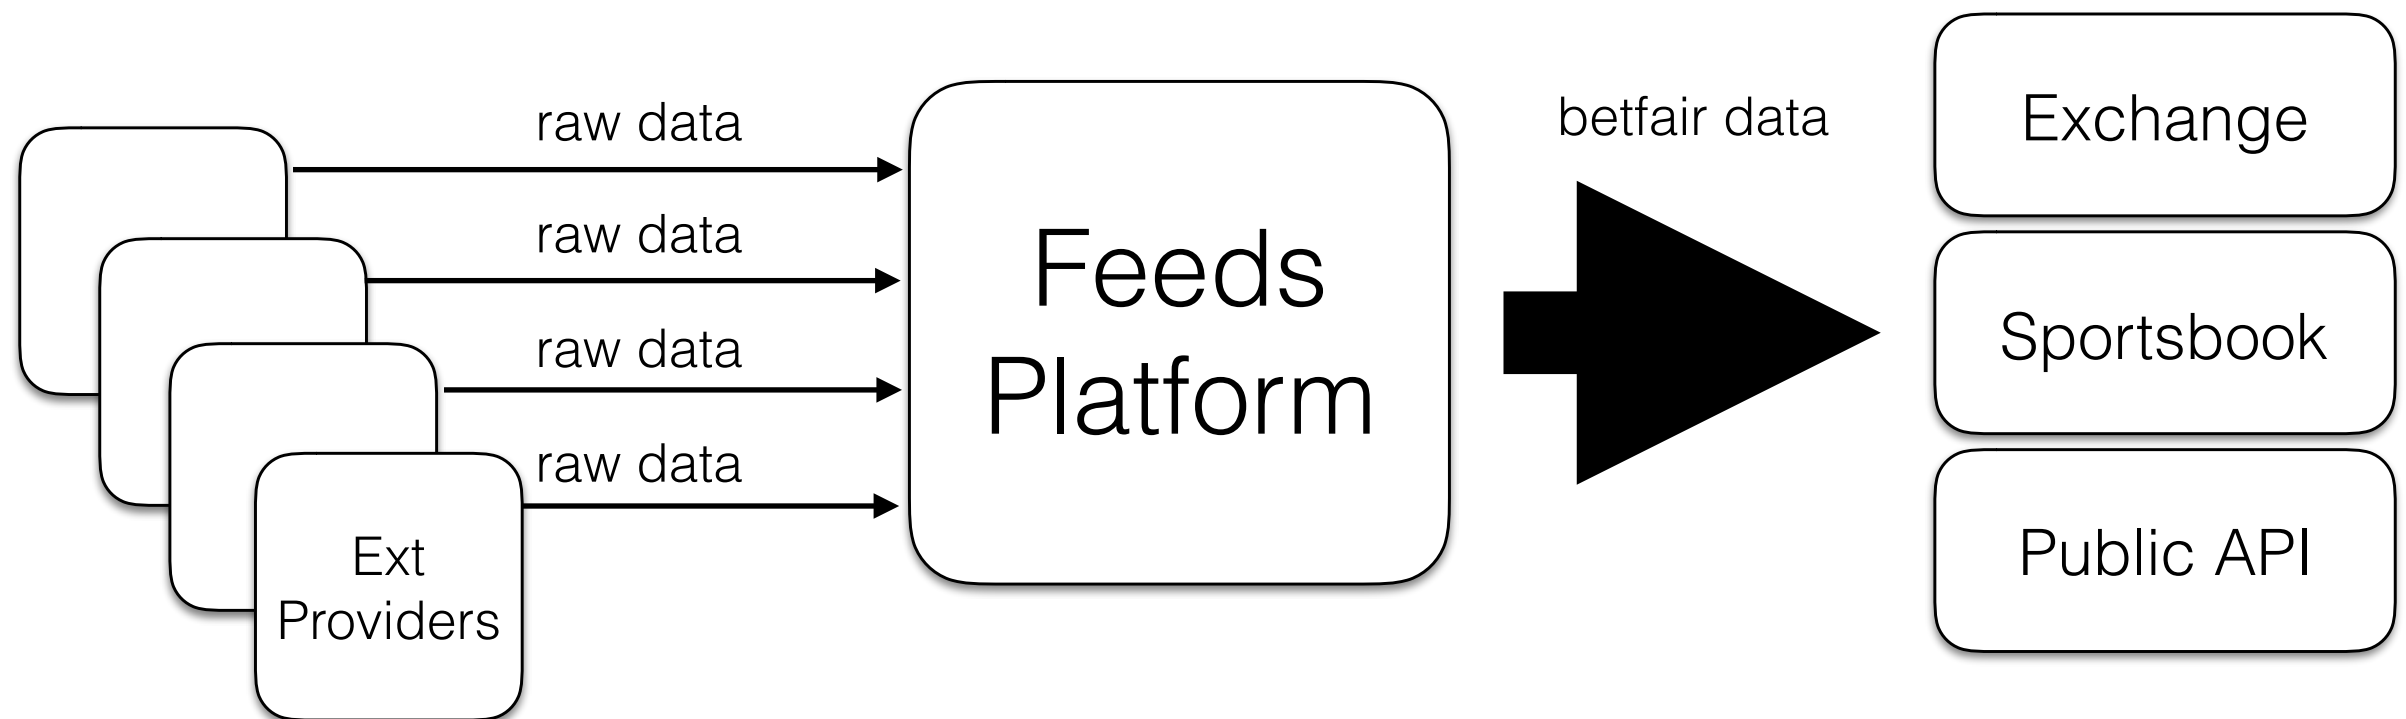 raw data
raw data
raw data
raw data
Ext
Providers
Feeds
Platform
betfair data
Exchange
Sportsbook
Public API